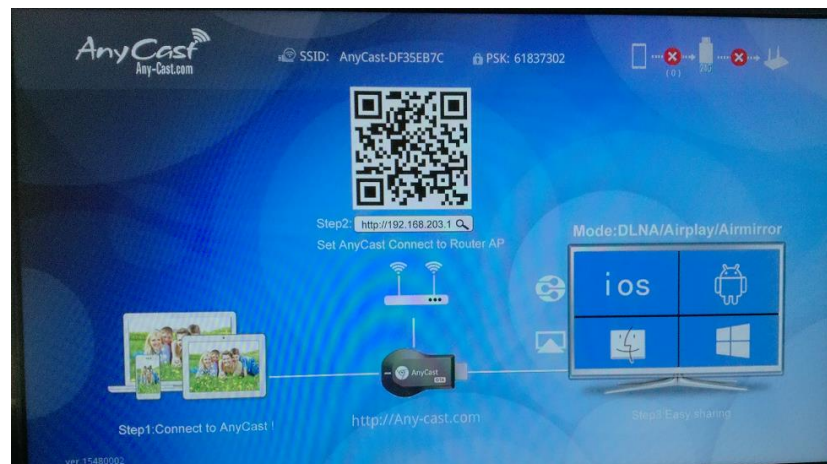 AnyCast
Any-Cast.com
SSID: AnyCast-DF35EB7C
PSK: 61837302
(0)
Step2: http://192.168.203.1
Set AnyCast Connect to Router AP
Mode:DLNA/Airplay/Airmirror
ios
AnyCast
Step1:Connect to AnyCast !
http://Any-cast.com
Step3:Easy sharing
ver.15480002